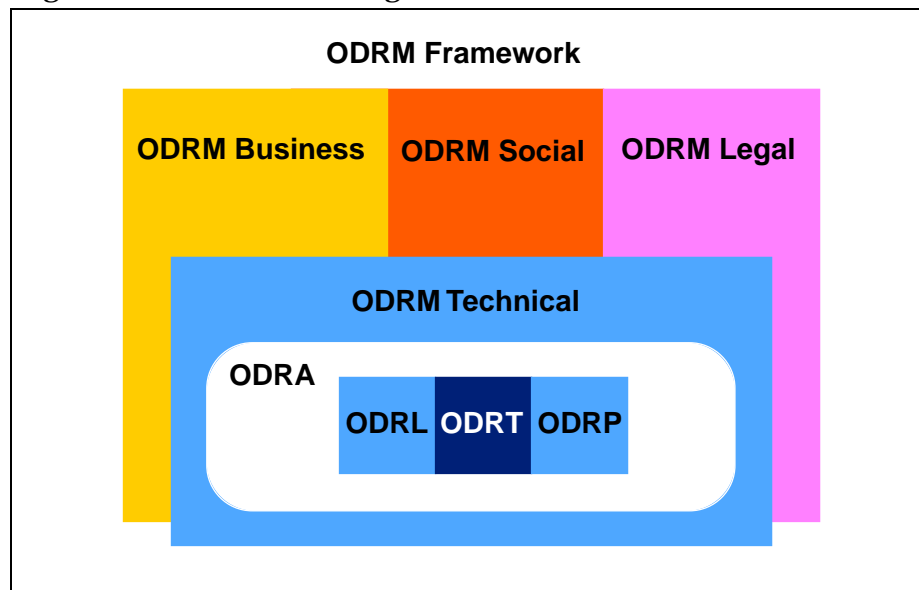 ODRM Framework
ODRM Business
ODRM Social
ODRM Legal
ODRM Technical
ODRA
ODRL
ODRT
ODRP